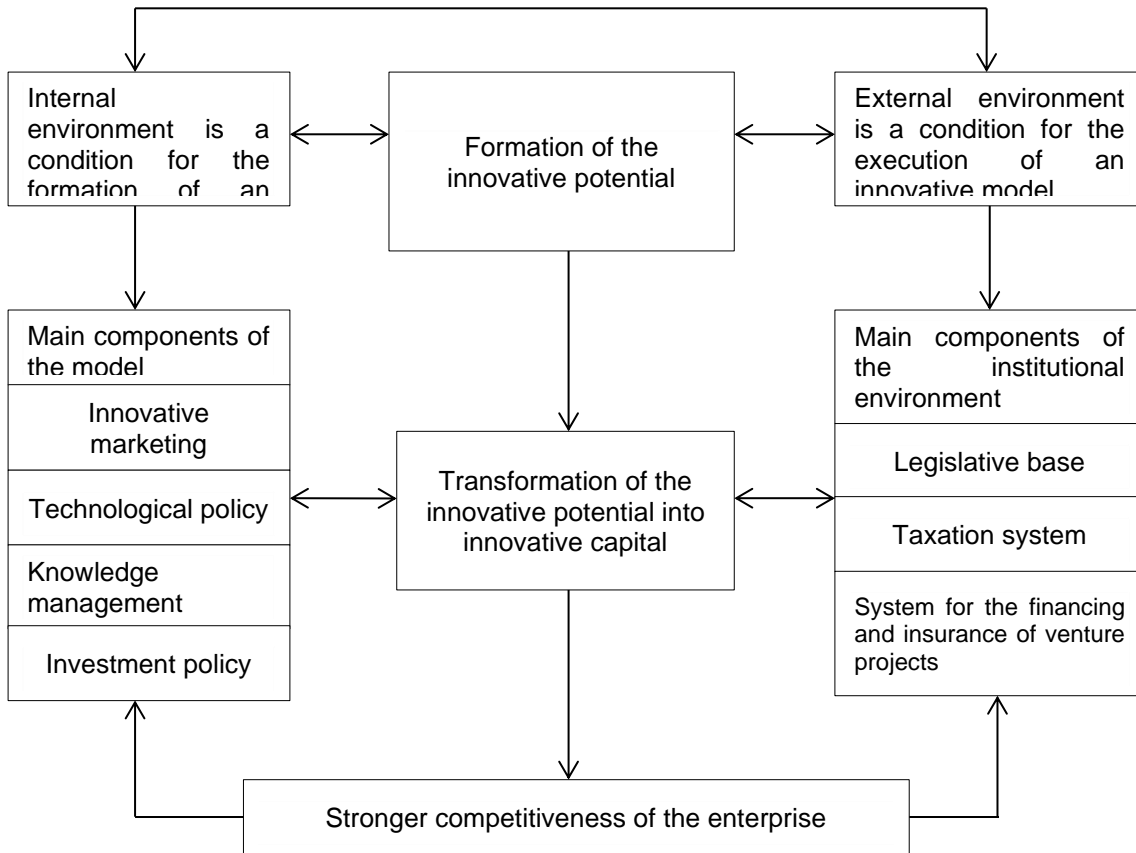 Internal
environment is a
condition for the
formation of an
Formation of the
innovative potential
External environment
is a condition for the
execution of an
innovative model
Main components of
the model
Innovative
marketing
Technological policy
Knowledge
management
Investment policy
Transformation of the
innovative potential into
innovative capital
Main components of
the institutional
environment
Legislative base
Taxation system
System for the financing
and insurance of venture
projects
Stronger competitiveness of the enterprise